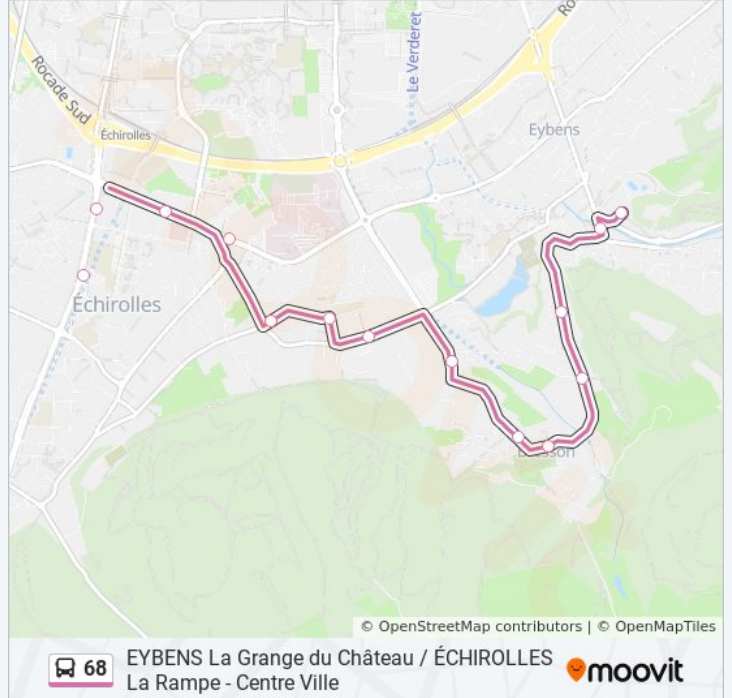 Ro
Le Verderet
Rocade Sud
Échirolles
Eybens
Échirolles
© OpenStreetMap contributors | © OpenMapTiles
68
EYBENS La Grange du Château / ÉCHIROLLES
La Rampe - Centre Ville
moovit